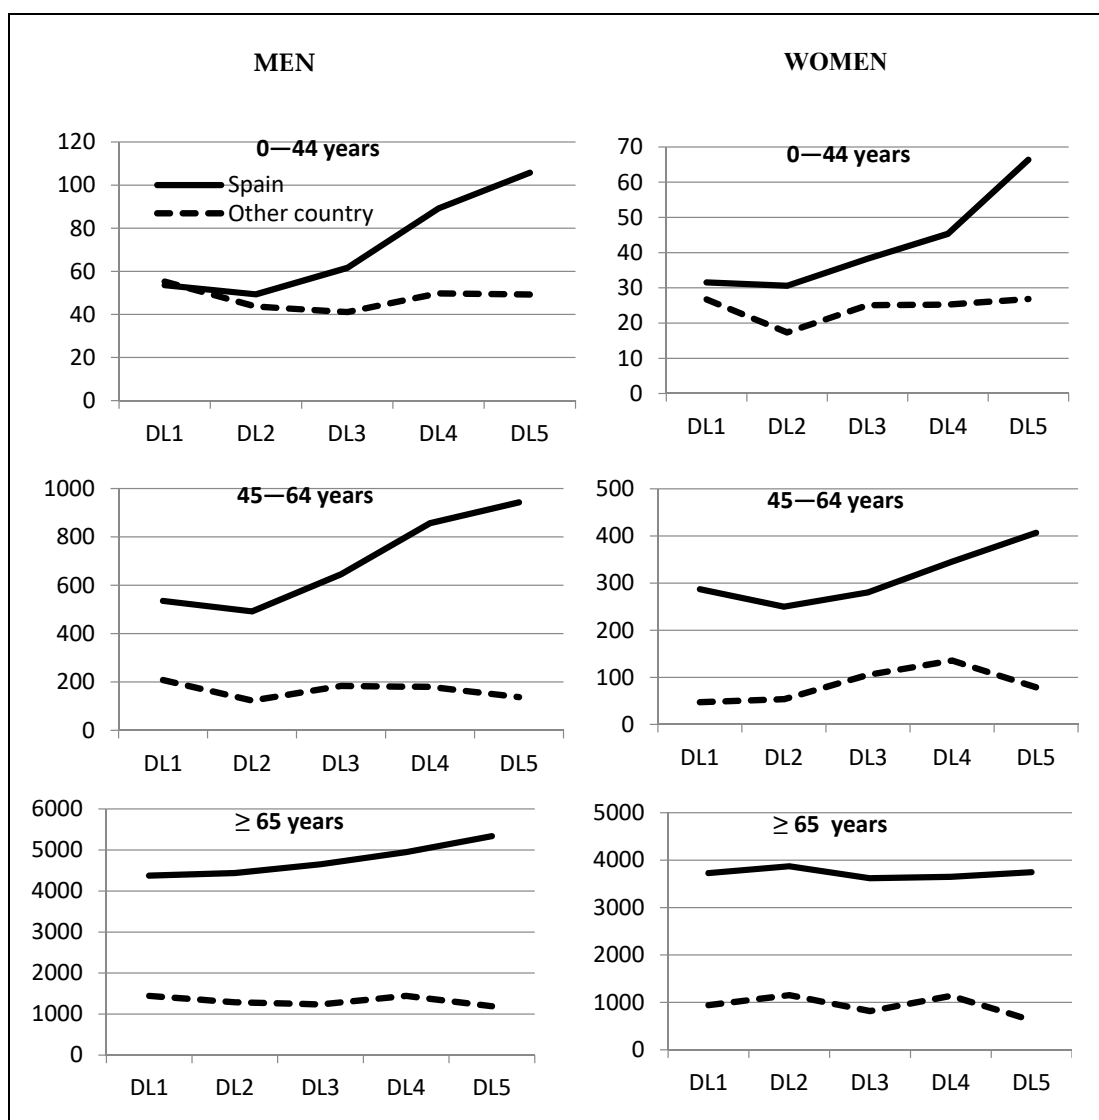 MEN
WOMEN
0—44 years
120
100
80
60
40
20
0
Spain
Other country
DL1 DL2 DL3 DL4 DL5
0—44 years
70
60
50
40
30
20
10
0
DL1 DL2 DL3 DL4 DL5
45—64 years
1000
800
600
400
200
0
DL1 DL2 DL3 DL4 DL5
45—64 years
500
400
300
200
100
0
DL1 DL2 DL3 DL4 DL5
≥ 65 years
6000
5000
4000
3000
2000
1000
0
DL1 DL2 DL3 DL4 DL5
≥ 65 years
5000
4000
3000
2000
1000
0
DL1 DL2 DL3 DL4 DL5